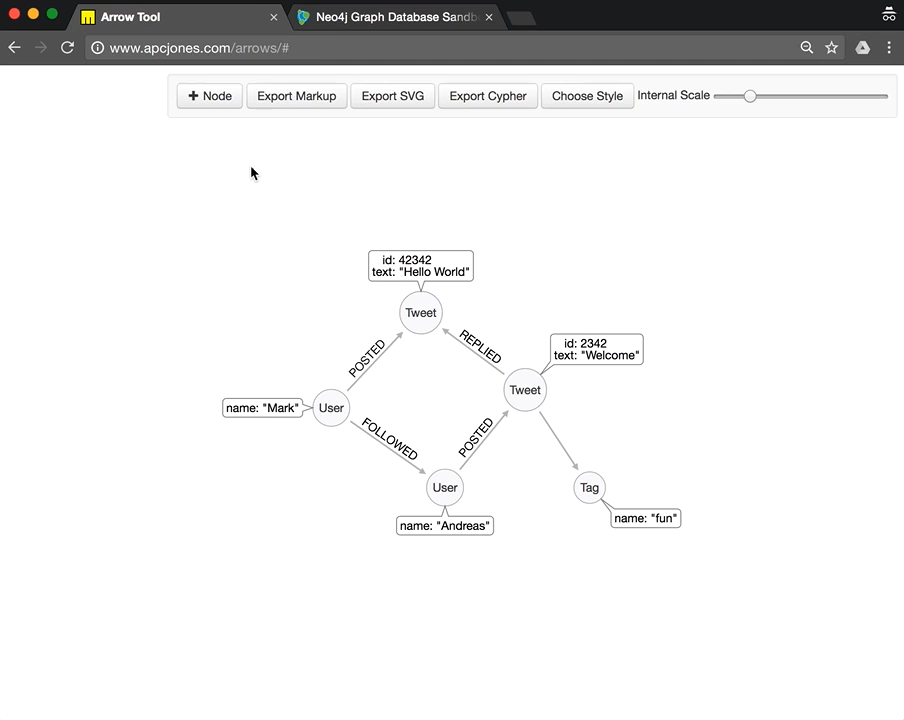 Arrow Tool
Neo4j Graph Database Sandb
www.apcjones.com/arrows/#
+ Node
Export Markup
Export SVG
Export Cypher
Choose Style
Internal Scale
id: 42342
text: "Hello World"
Tweet
POSTED
REPLIED
id: 2342
text: "Welcome"
Tweet
name: "Mark"
User
FOLLOWED
POSTED
User
name: "Andreas"
Tag
name: "fun"